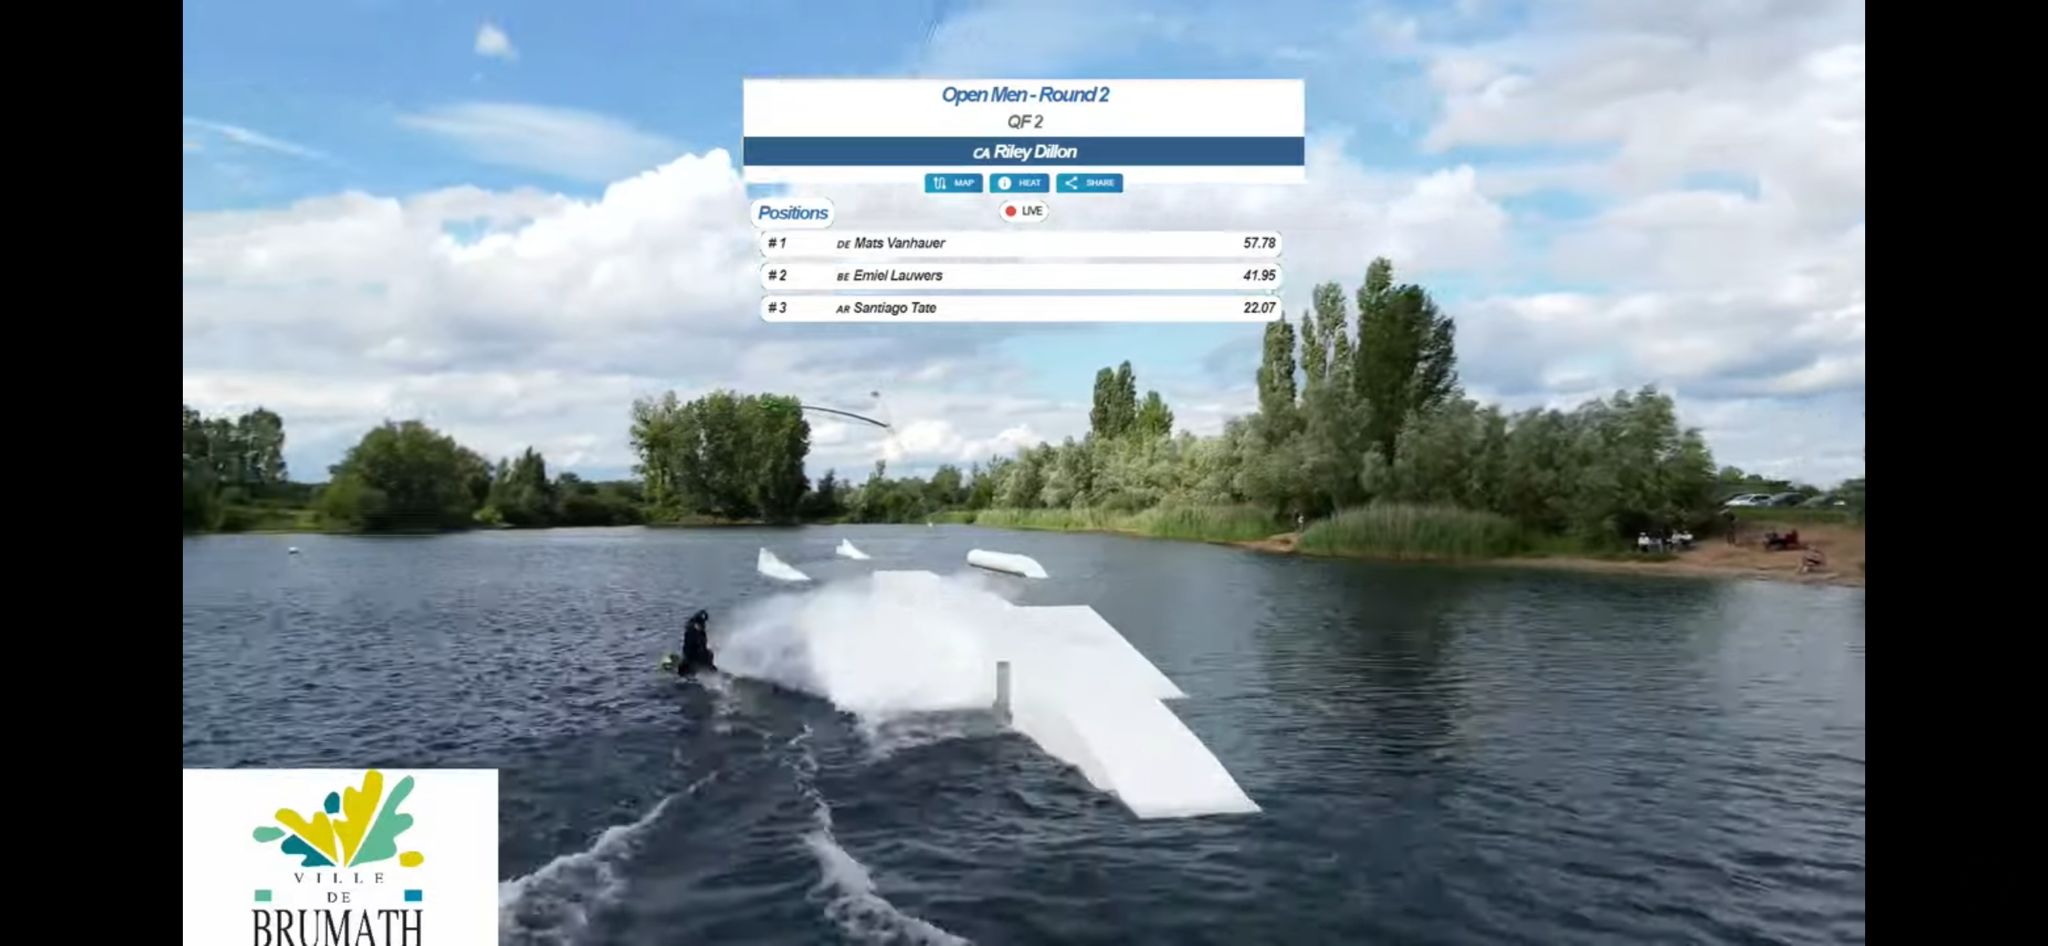 Open Men - Round 2
QF 2
CA Riley Dillon
MAP HEAT SHARE
Positions
LIVE
# 1 DE Mats Vanhauer 57.78
# 2 BE Emiel Lauwers 41.95
# 3 AR Santiago Tate 22.07
VILLE
DE
BRUMATH